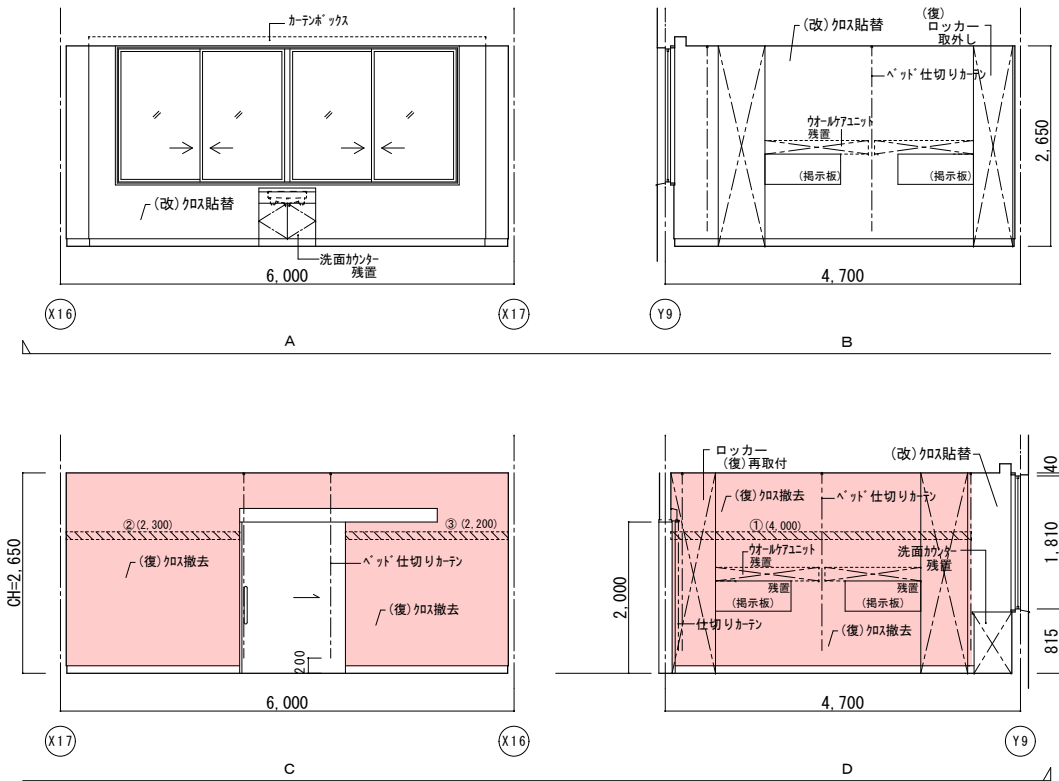 カーテンボックス
(改)クロス貼替
洗面カウンター
残置
6,000
X16
X17
A
(改)クロス貼替
(復)
ロッカー
取外し
ベッド仕切りカーテン
ウオールケアユニット
残置
(掲示板)
(掲示板)
2,650
4,700
Y9
B
②(2,300)
③(2,200)
(復)クロス撤去
ベッド仕切りカーテン
(復)クロス撤去
200
CH=2,650
6,000
X17
X16
C
ロッカー
(復)再取付
(改)クロス貼替
(復)クロス撤去
ベッド仕切りカーテン
①(4,000)
ウオールケアユニット
残置
洗面カウンター
残置
残置
残置
(掲示板)
(掲示板)
仕切りカーテン
(復)クロス撤去
2,000
40
1,810
815
4,700
Y9
D